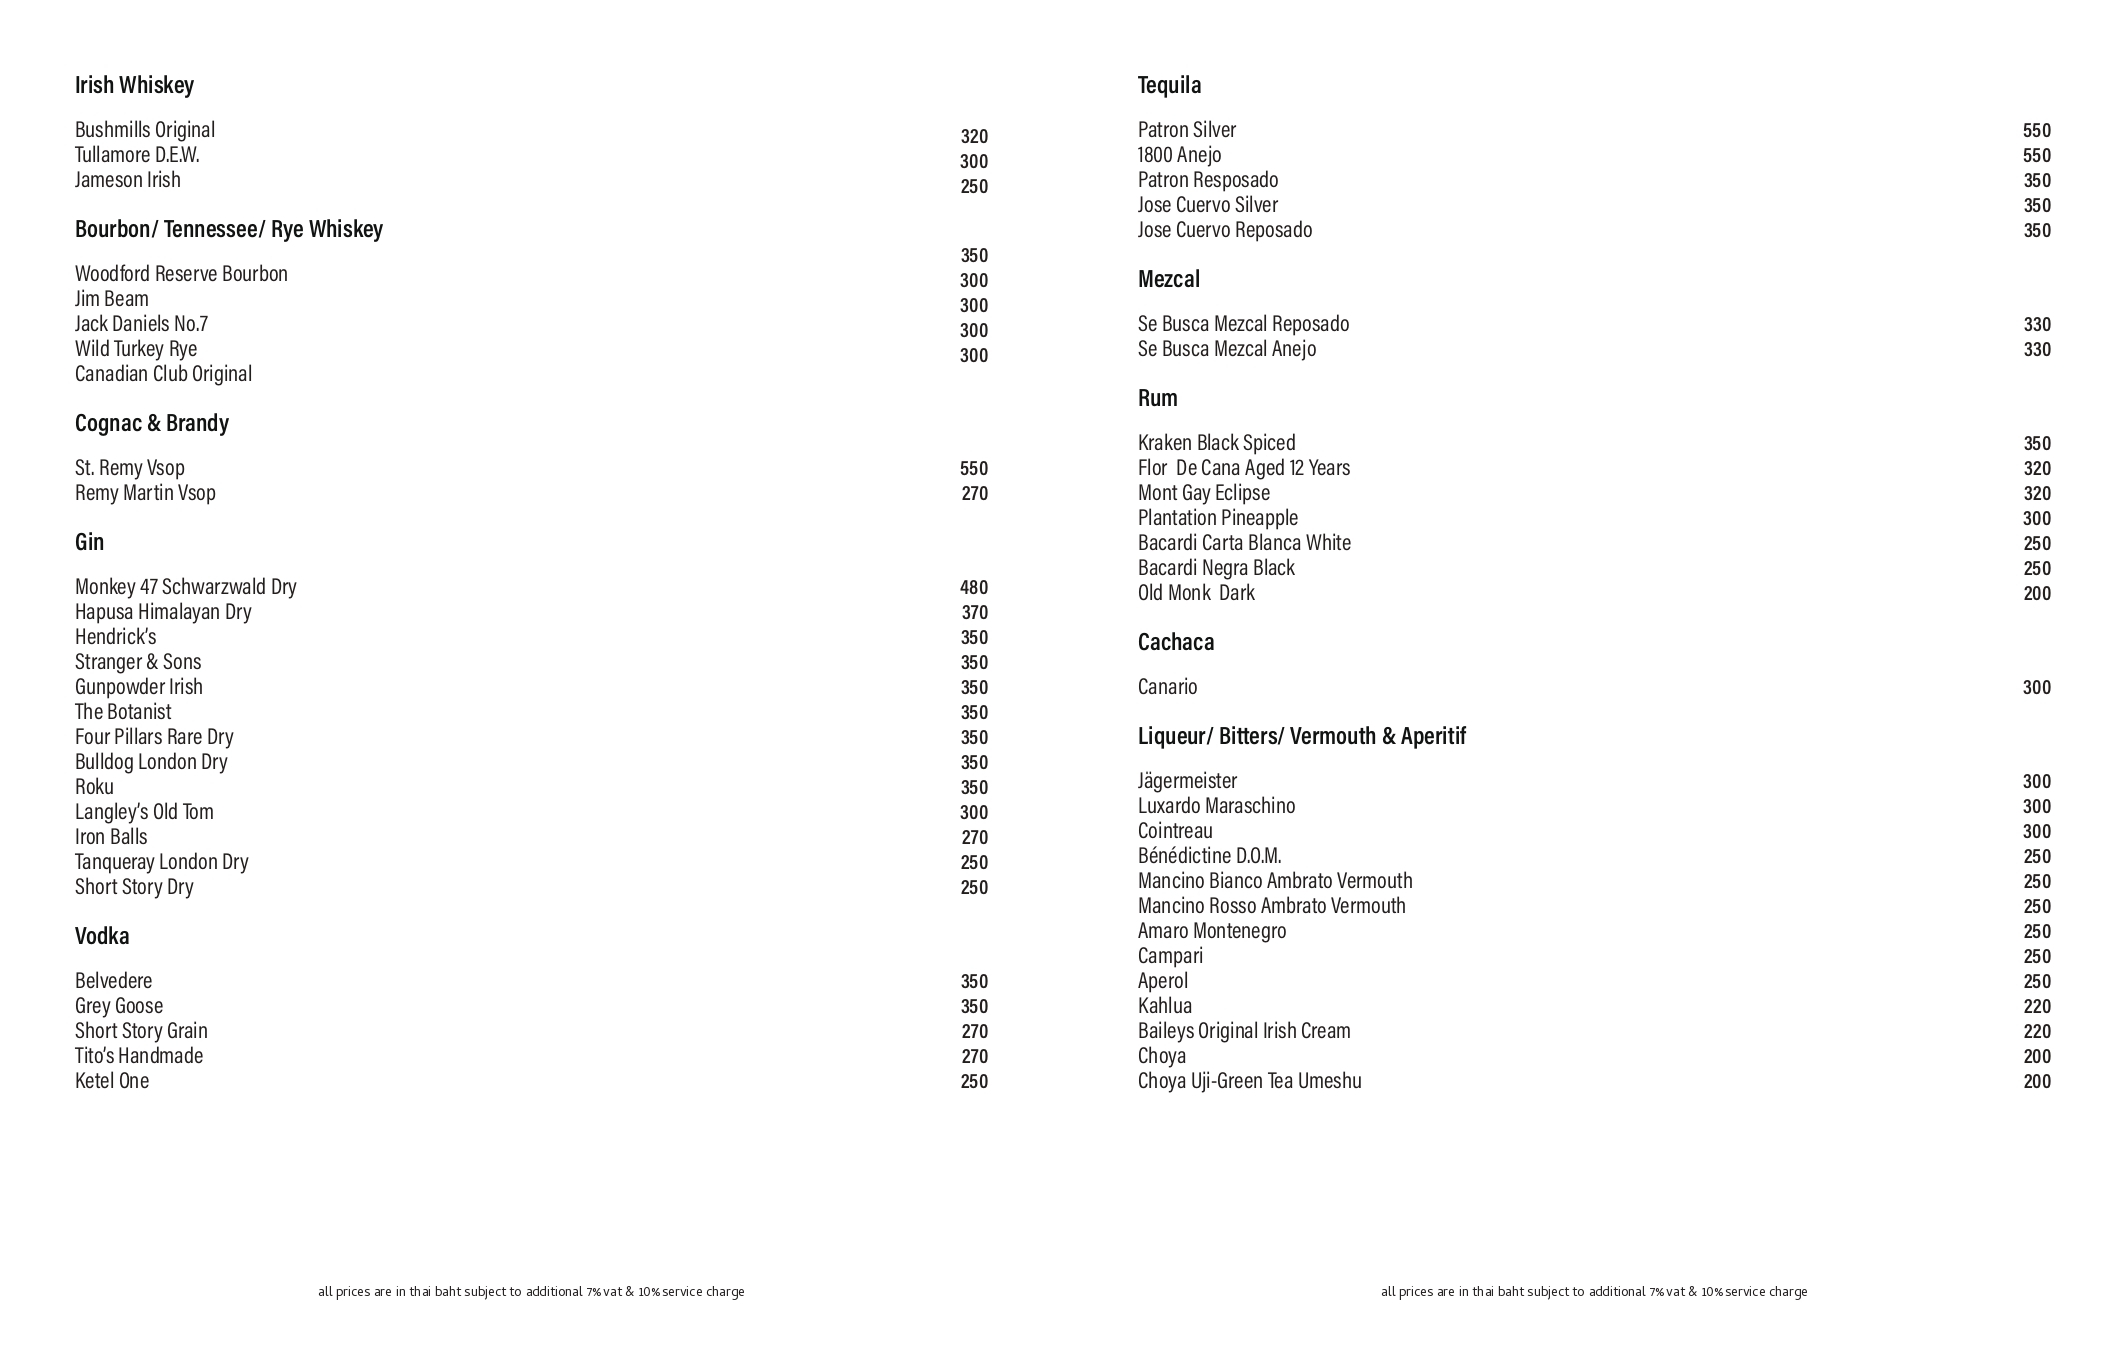 Irish Whiskey
Bushmills Original 320
Tullamore D.E.W. 300
Jameson Irish 250
Bourbon/ Tennessee/ Rye Whiskey
Woodford Reserve Bourbon 350
Jim Beam 300
Jack Daniels No.7 300
Wild Turkey Rye 300
Canadian Club Original 300
Cognac & Brandy
St. Remy Vsop 550
Remy Martin Vsop 270
Gin
Monkey 47 Schwarzwald Dry 480
Hapusa Himalayan Dry 370
Hendrick's 350
Stranger & Sons 350
Gunpowder Irish 350
The Botanist 350
Four Pillars Rare Dry 350
Bulldog London Dry 350
Roku 350
Langley's Old Tom 300
Iron Balls 270
Tanqueray London Dry 250
Short Story Dry 250
Vodka
Belvedere 350
Grey Goose 350
Short Story Grain 270
Tito's Handmade 270
Ketel One 250
all prices are in thai baht subject to additional 7% vat & 10% service charge
Tequila
Patron Silver 550
1800 Anejo 550
Patron Resposado 350
Jose Cuervo Silver 350
Jose Cuervo Reposado 350
Mezcal
Se Busca Mezcal Reposado 330
Se Busca Mezcal Anejo 330
Rum
Kraken Black Spiced 350
Flor De Cana Aged 12 Years 320
Mont Gay Eclipse 320
Plantation Pineapple 300
Bacardi Carta Blanca White 250
Bacardi Negra Black 250
Old Monk Dark 200
Cachaca
Canario 300
Liqueur/ Bitters/ Vermouth & Aperitif
Jägermeister 300
Luxardo Maraschino 300
Cointreau 300
Bénédictine D.O.M. 250
Mancino Bianco Ambrato Vermouth 250
Mancino Rosso Ambrato Vermouth 250
Amaro Montenegro 250
Campari 250
Aperol 250
Kahlua 220
Baileys Original Irish Cream 220
Choya 200
Choya Uji-Green Tea Umeshu 200
all prices are in thai baht subject to additional 7% vat & 10% service charge